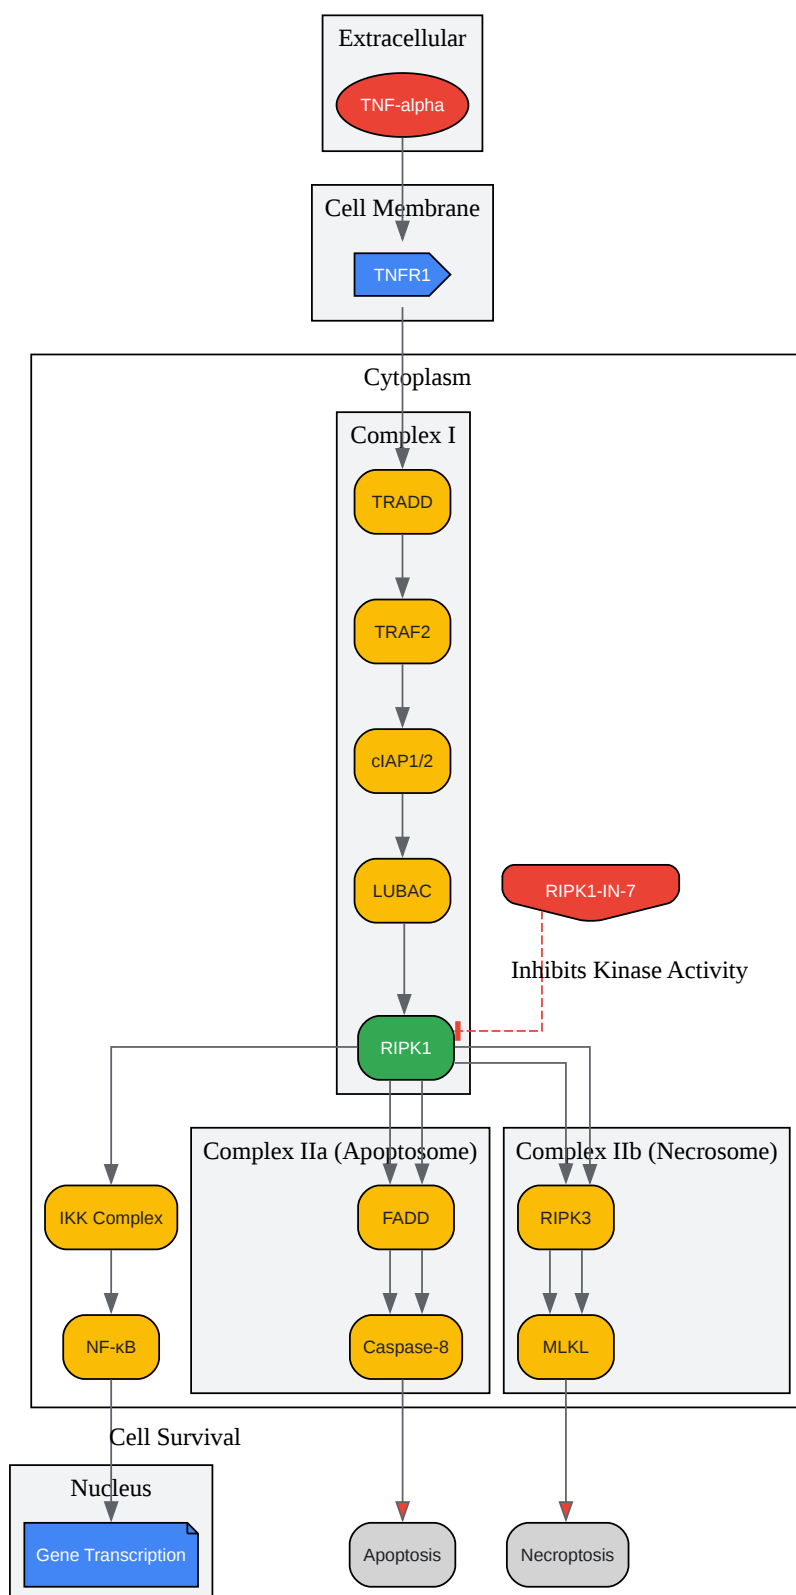 Extracellular
TNF-alpha
Cell Membrane
TNFR1
Cytoplasm
Complex I
TRADD
TRAF2
cIAP1/2
LUBAC
RIPK1-IN-7
Inhibits Kinase Activity
RIPK1
Complex IIa (Apoptosome)
Complex IIb (Necrosome)
IKK Complex
FADD
RIPK3
NF-κB
Caspase-8
MLKL
Cell Survival
Nucleus
Gene Transcription
Apoptosis
Necroptosis